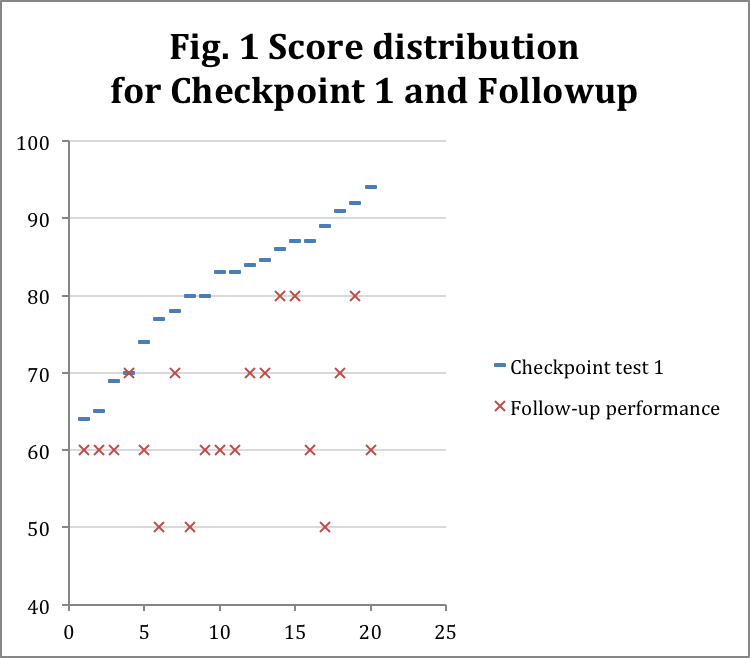 Fig. 1 Score distribution
for Checkpoint 1 and Followup
100
90
80
70
60
50
40
0 5 10 15 20 25
Checkpoint test 1
Follow-up performance